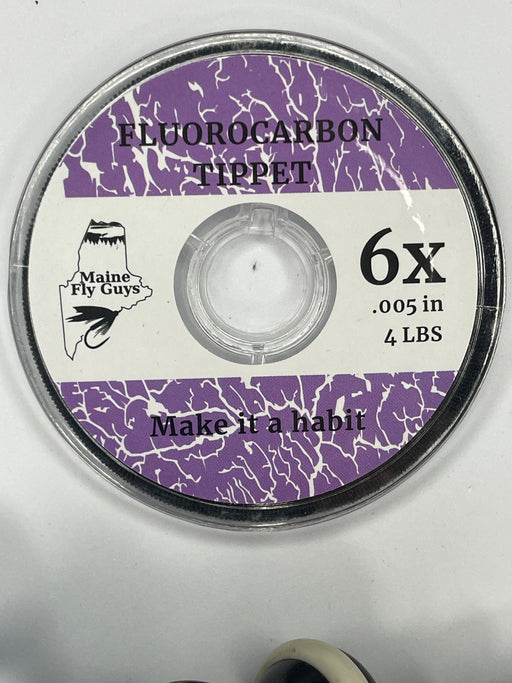 FLUOROCARBON
TIPPET
Maine
Fly Guys
6x
.005 in
4 LBS
Make it a habit